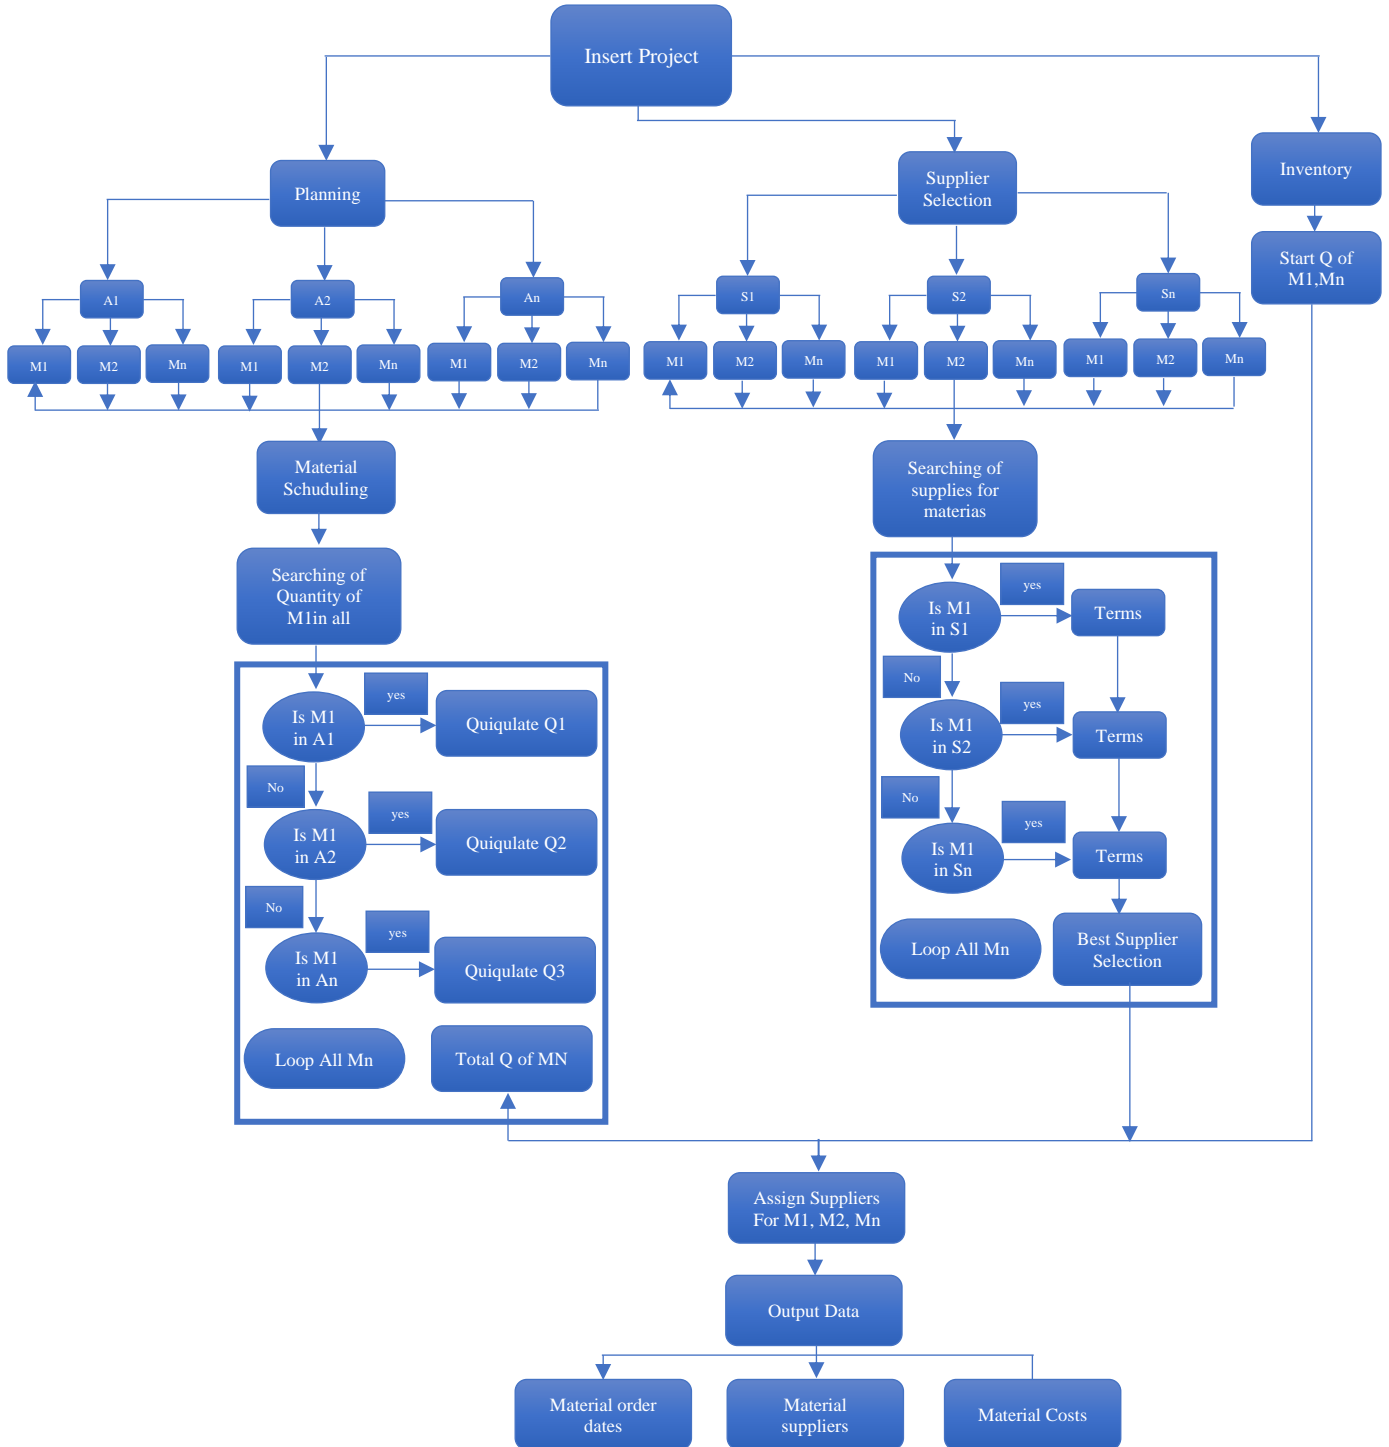 Insert Project
Planning
Supplier
Selection
Inventory
Start Q of
M1,Mn
A1
A2
An
S1
S2
Sn
M1
M2
Mn
M1
M2
Mn
M1
M2
Mn
M1
M2
Mn
M1
M2
Mn
M1
M2
Mn
Material
Schuduling
Searching of
Quantity of
M1in all
Is M1
in A1
yes
Quiqulate Q1
No
Is M1
in A2
yes
Quiqulate Q2
No
Is M1
in An
yes
Quiqulate Q3
Loop All Mn
Total Q of MN
Searching of
supplies for
materias
Is M1
in S1
yes
Terms
No
Is M1
in S2
yes
Terms
No
Is M1
in Sn
yes
Terms
Loop All Mn
Best Supplier
Selection
Assign Suppliers
For M1, M2, Mn
Output Data
Material order
dates
Material
suppliers
Material Costs